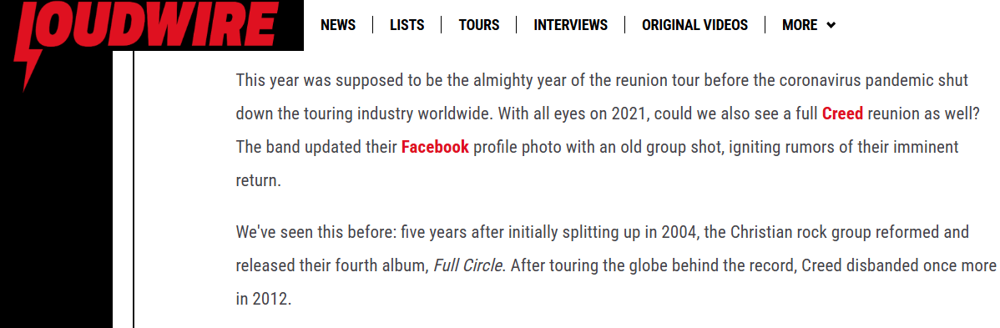 LOUDWIRE
NEWS | LISTS | TOURS | INTERVIEWS | ORIGINAL VIDEOS | MORE
This year was supposed to be the almighty year of the reunion tour before the coronavirus pandemic shut
down the touring industry worldwide. With all eyes on 2021, could we also see a full Creed reunion as well?
The band updated their Facebook profile photo with an old group shot, igniting rumors of their imminent
return.
We've seen this before: five years after initially splitting up in 2004, the Christian rock group reformed and
released their fourth album, Full Circle. After touring the globe behind the record, Creed disbanded once more
in 2012.